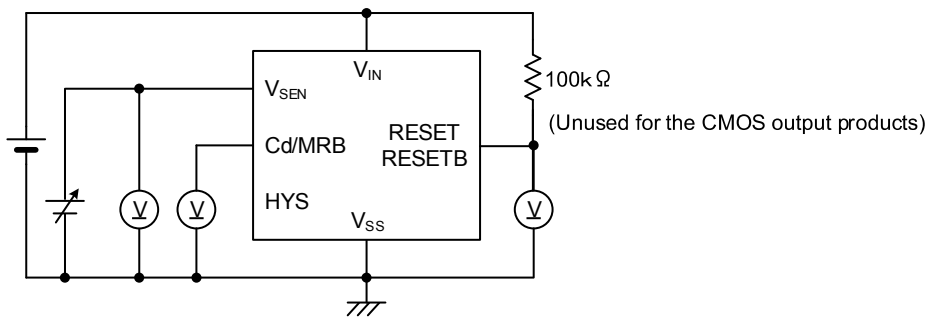 V_IN
V_SEN
100kΩ
(Unused for the CMOS output products)
RESET
Cd/MRB
RESETB
V
V
HYS
V
V_SS